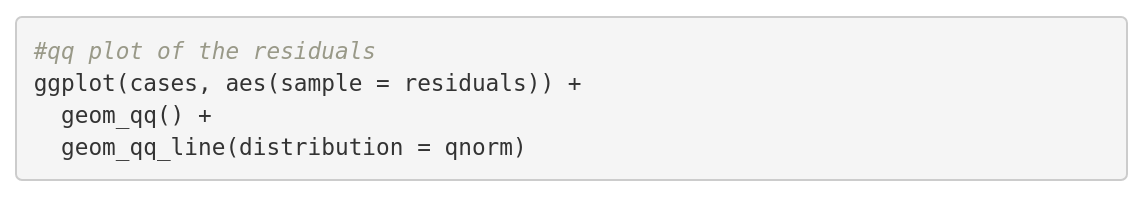 #qq plot of the residuals
ggplot(cases, aes(sample = residuals)) +
  geom_qq() +
  geom_qq_line(distribution = qnorm)